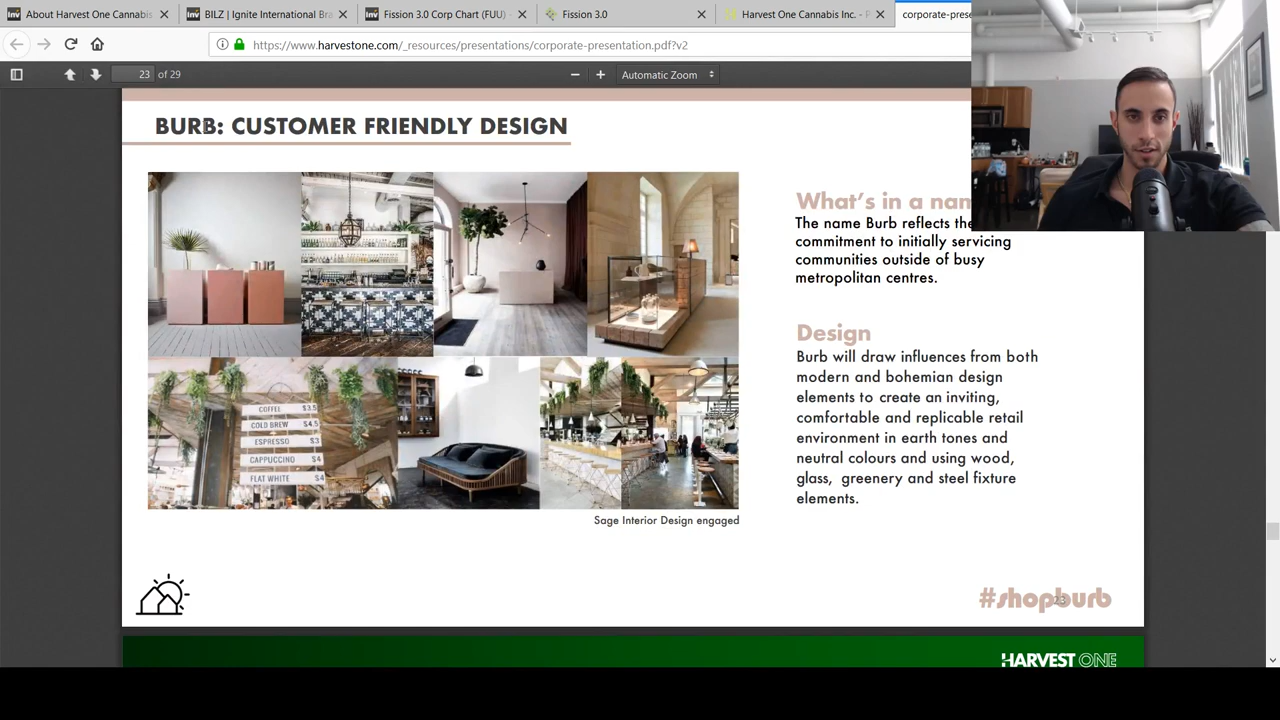 About Harvest One Cannabis
BILZ | Ignite International Bra
Fission 3.0 Corp Chart (FUU) -
Fission 3.0
Harvest One Cannabis Inc. - P
corporate-prese
https://www.harvestone.com/_resources/presentations/corporate-presentation.pdf?v2
23 of 29
Automatic Zoom
BURB: CUSTOMER FRIENDLY DESIGN
What's in a nam
The name Burb reflects the
commitment to initially servicing
communities outside of busy
metropolitan centres.
COFFEE $3.5
COLD BREW $4.5
ESPRESSO $3
CAPPUCCINO $4
FLAT WHITE $4
Design
Burb will draw influences from both
modern and bohemian design
elements to create an inviting,
comfortable and replicable retail
environment in earth tones and
neutral colours and using wood,
glass, greenery and steel fixture
elements.
Sage Interior Design engaged
#shopburb
23
HARVEST ONE